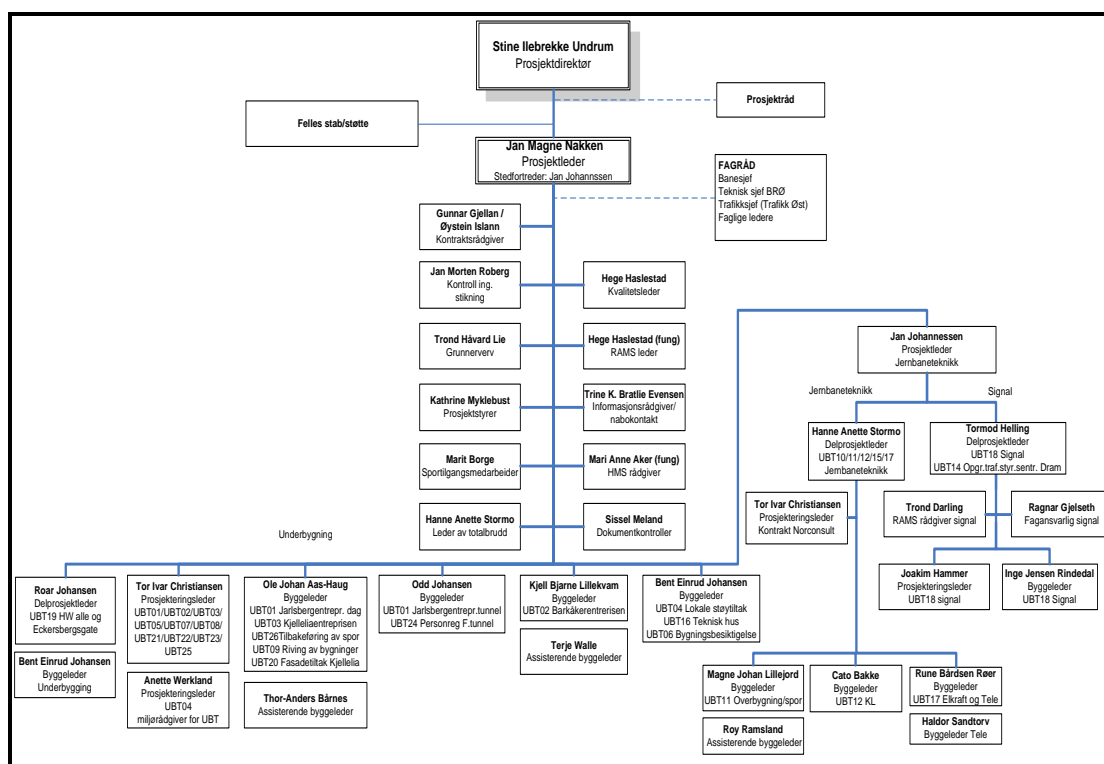 Stine Ilebrekke Undrum
Prosjektdirektør
Prosjektråd
Felles stab/støtte
Jan Magne Nakken
Prosjektleder
Stedfortreder: Jan Johannssen
FAGRÅD
Banesjef
Teknisk sjef BRØ
Trafikksjef (Trafikk Øst)
Faglige ledere
Gunnar Gjellan /
Øystein Islann
Kontraktsrådgiver
Jan Morten Roberg
Kontroll ing.
stikning
Hege Haslestad
Kvalitetsleder
Trond Håvard Lie
Grunnerverv
Hege Haslestad (fung)
RAMS leder
Kathrine Myklebust
Prosjektstyrer
Trine K. Bratlie Evensen
Informasjonsrådgiver/
nabokontakt
Marit Borge
Sportilgangsmedarbeider
Mari Anne Aker (fung)
HMS rådgiver
Hanne Anette Stormo
Leder av totalbrudd
Sissel Meland
Dokumentkontroller
Jan Johannessen
Prosjektleder
Jernbaneteknikk
Jernbaneteknikk
Signal
Hanne Anette Stormo
Delprosjektleder
UBT10/11/12/15/17
Jernbaneteknikk
Tormod Helling
Delprosjektleder
UBT18 Signal
UBT14 Opgr.traf.styr.sentr. Dram
Tor Ivar Christiansen
Prosjekteringsleder
Kontrakt Norconsult
Trond Darling
RAMS rådgiver signal
Ragnar Gjelseth
Fagansvarlig signal
Joakim Hammer
Prosjekteringsleder
UBT18 signal
Inge Jensen Rindedal
Byggeleder
UBT18 Signal
Underbygning
Roar Johansen
Delprosjektleder
UBT19 HW alle og
Eckersbergsgate
Bent Einrud Johansen
Byggeleder
Underbygging
Tor Ivar Christiansen
Prosjekteringsleder
UBT01/UBT02/UBT03/
UBT05/UBT07/UBT08/
UBT21/UBT22/UBT23/
UBT25
Anette Werkland
Prosjekteringsleder
UBT04
miljørådgiver for UBT
Ole Johan Aas-Haug
Byggeleder
UBT01 Jarlsbergentrepr. dag
UBT03 Kjelleliaentreprisen
UBT26Tilbakeføring av spor
UBT09 Riving av bygninger
UBT20 Fasadetiltak Kjellelia
Thor-Anders Bårnes
Assisterende byggeleder
Odd Johansen
Byggeleder
UBT01 Jarlsbergentrepr.tunnel
UBT24 Personreg F.tunnel
Kjell Bjarne Lillekvam
Byggeleder
UBT02 Barkåkerentrerisen
Terje Walle
Assisterende byggeleder
Bent Einrud Johansen
Byggeleder
UBT04 Lokale støytiltak
UBT16 Teknisk hus
UBT06 Bygningsbesiktigelse
Magne Johan Lillejord
Byggeleder
UBT11 Overbygning/spor
Roy Ramsland
Assisterende byggeleder
Cato Bakke
Byggeleder
UBT12 KL
Rune Bårdsen Røer
Byggeleder
UBT17 Elkraft og Tele
Haldor Sandtorv
Byggeleder Tele